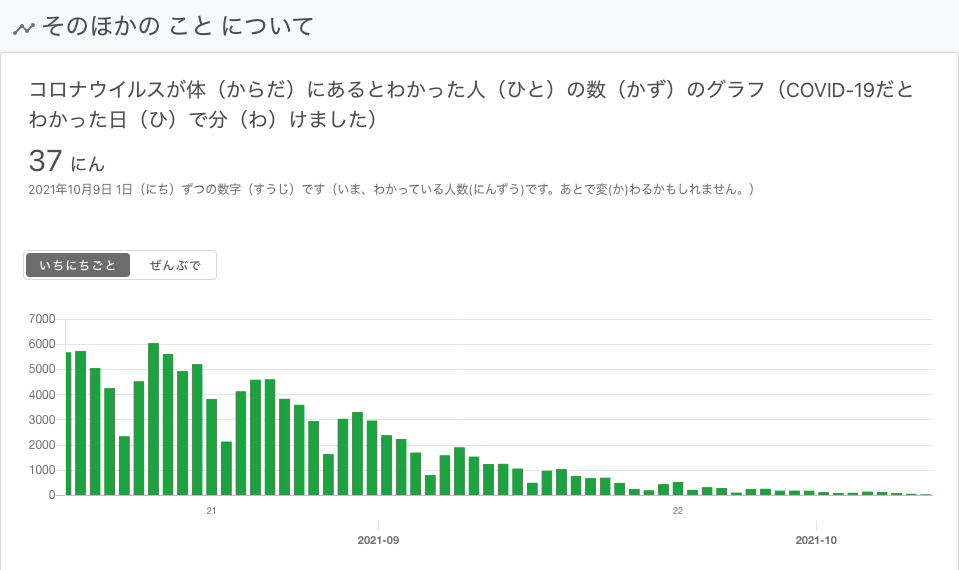 そのほかの こと について
コロナウイルスが体（からだ）にあるとわかった人（ひと）の数（かず）のグラフ（COVID-19だと
わかった日（ひ）で分（わ）けました）
37 にん
2021年10月9日 1日（にち）ずつの数字（すうじ）です（いま、わかっている人数(にんずう)です。あとで変(か)わるかもしれません。）
いちにちごと ぜんぶで
7000
6000
5000
4000
3000
2000
1000
0
21 22
2021-09 2021-10